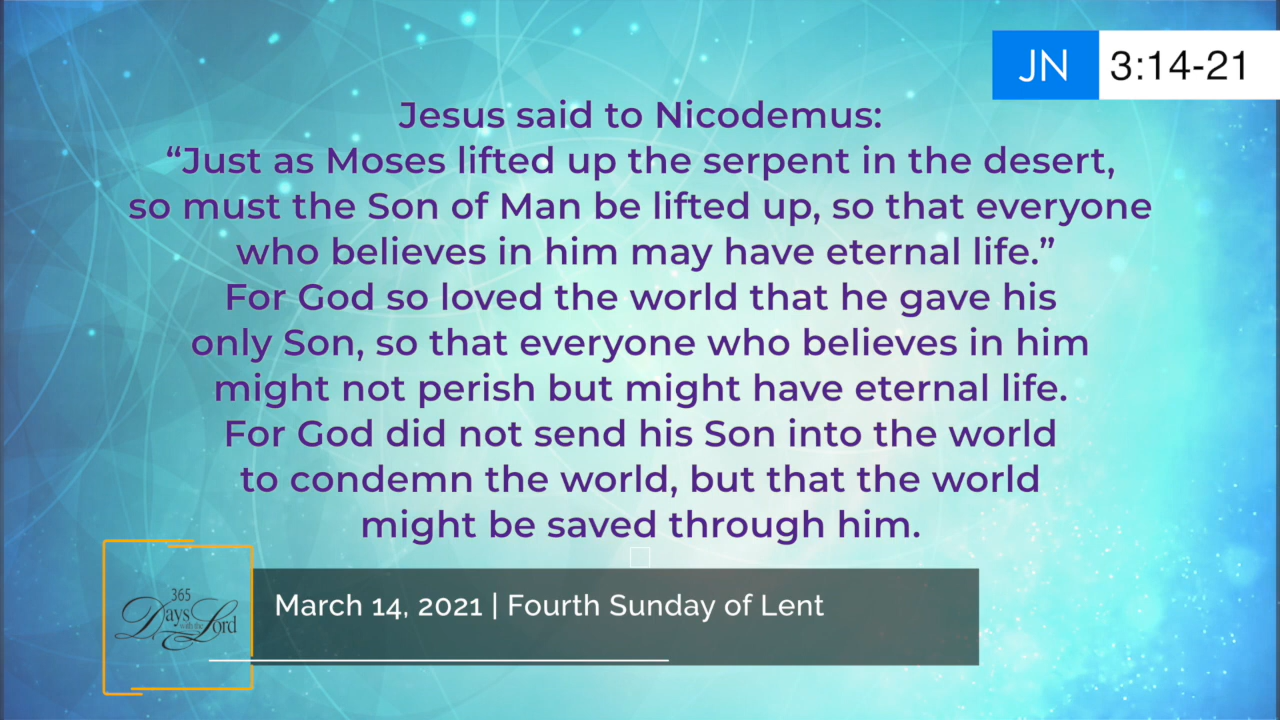 JN 3:14-21
Jesus said to Nicodemus:
“Just as Moses lifted up the serpent in the desert,
so must the Son of Man be lifted up, so that everyone
who believes in him may have eternal life.”
For God so loved the world that he gave his
only Son, so that everyone who believes in him
might not perish but might have eternal life.
For God did not send his Son into the world
to condemn the world, but that the world
might be saved through him.
365
Days with the Lord
March 14, 2021 | Fourth Sunday of Lent